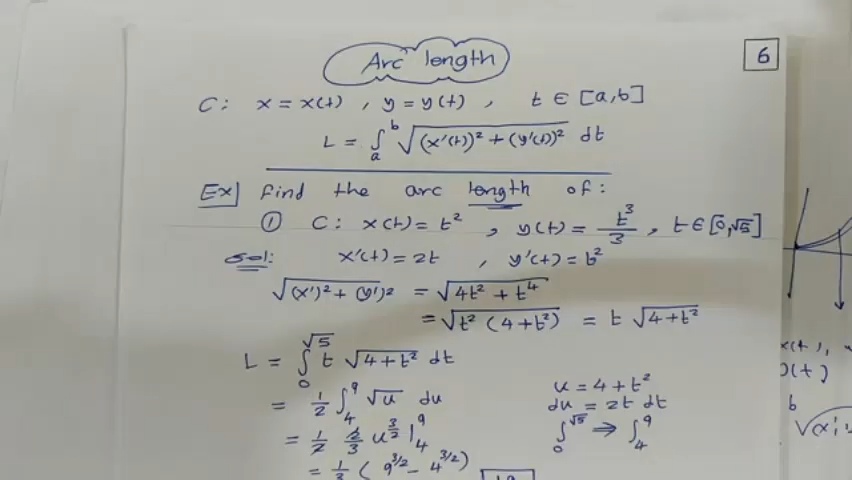 Arc length
6
C: x = x(t) , y = y(t) , t ∈ [a,b]
L = ∫_a^b √((x'(t))² + (y'(t))²) dt
Ex] find the arc length of:
① C: x(t) = t² , y(t) = t³/3 , t ∈ [0,√5]
Sol: x'(t) = 2t , y'(t) = t²
√((x')² + (y')²) = √(4t² + t⁴)
= √(t² (4+t²)) = t √(4+t²)
L = ∫_0^√5 t √(4+t²) dt
= 1/2 ∫_4^9 √u du
u = 4+t²
du = 2t dt
= 1/2 2/3 u^(3/2) |_4^9
∫_0^√5 ⇒ ∫_4^9
= 1/3 ( 9^(3/2) - 4^(3/2) )
b